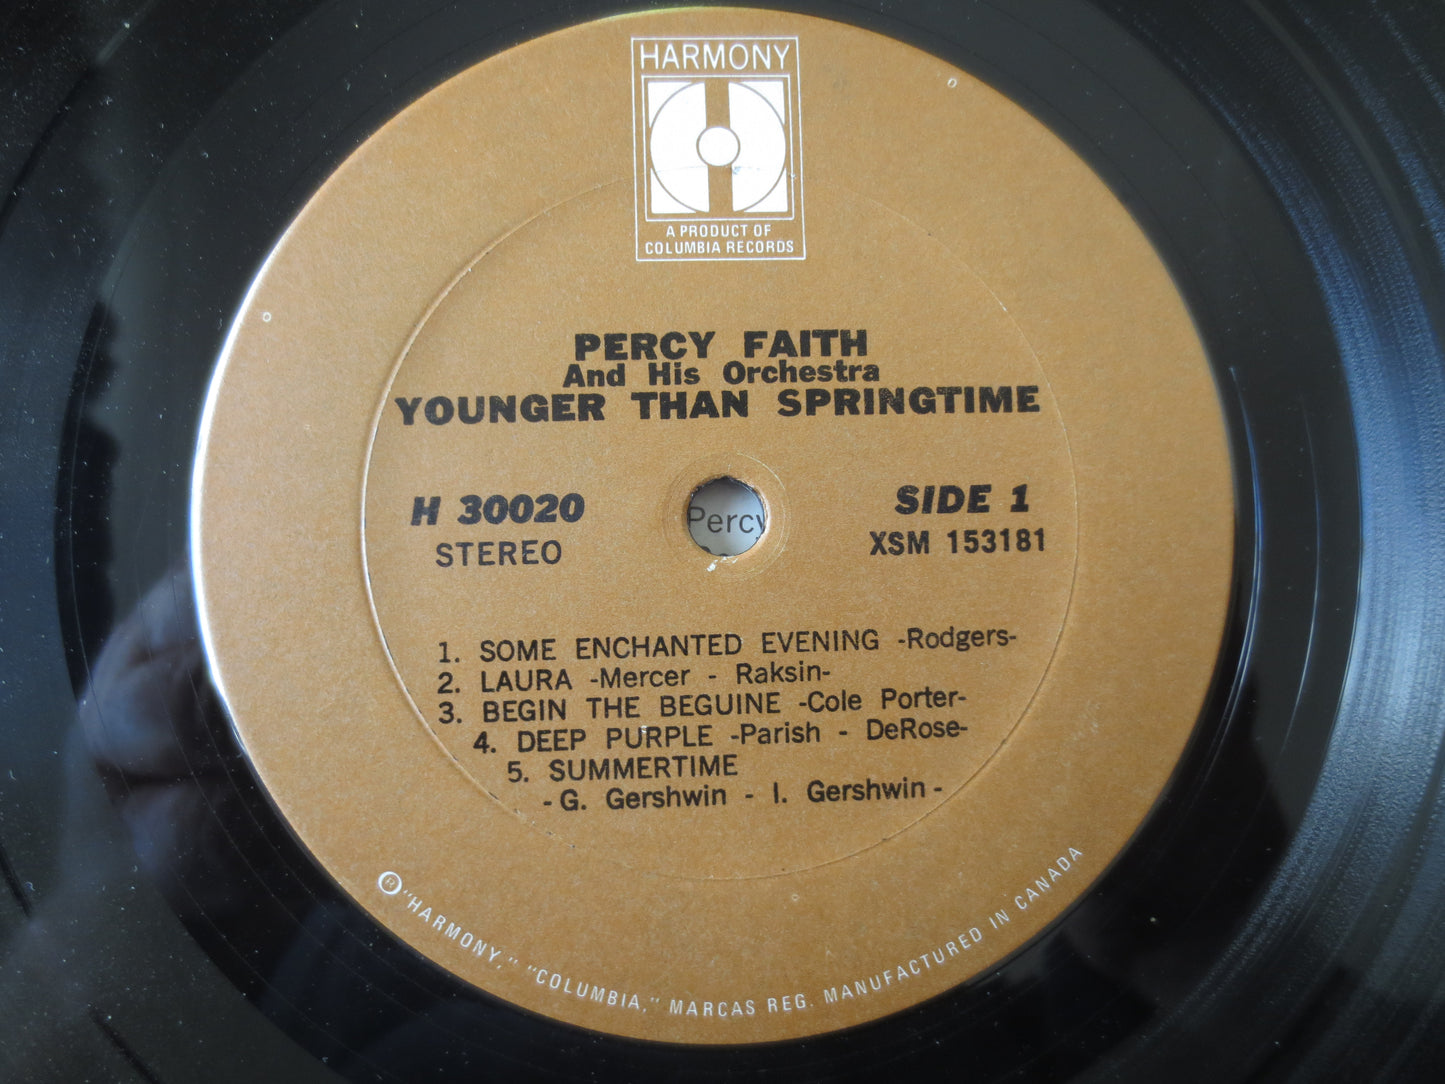 HARMONY
A PRODUCT OF
COLUMBIA RECORDS
PERCY FAITH
And His Orchestra
YOUNGER THAN SPRINGTIME
H 30020
STEREO
Percy
SIDE 1
XSM 153181
1. SOME ENCHANTED EVENING -Rodgers-
2. LAURA -Mercer - Raksin-
3. BEGIN THE BEGUINE -Cole Porter-
4. DEEP PURPLE -Parish - DeRose-
5. SUMMERTIME
- G. Gershwin - I. Gershwin -
® "HARMONY," "COLUMBIA," MARCAS REG. MANUFACTURED IN CANADA